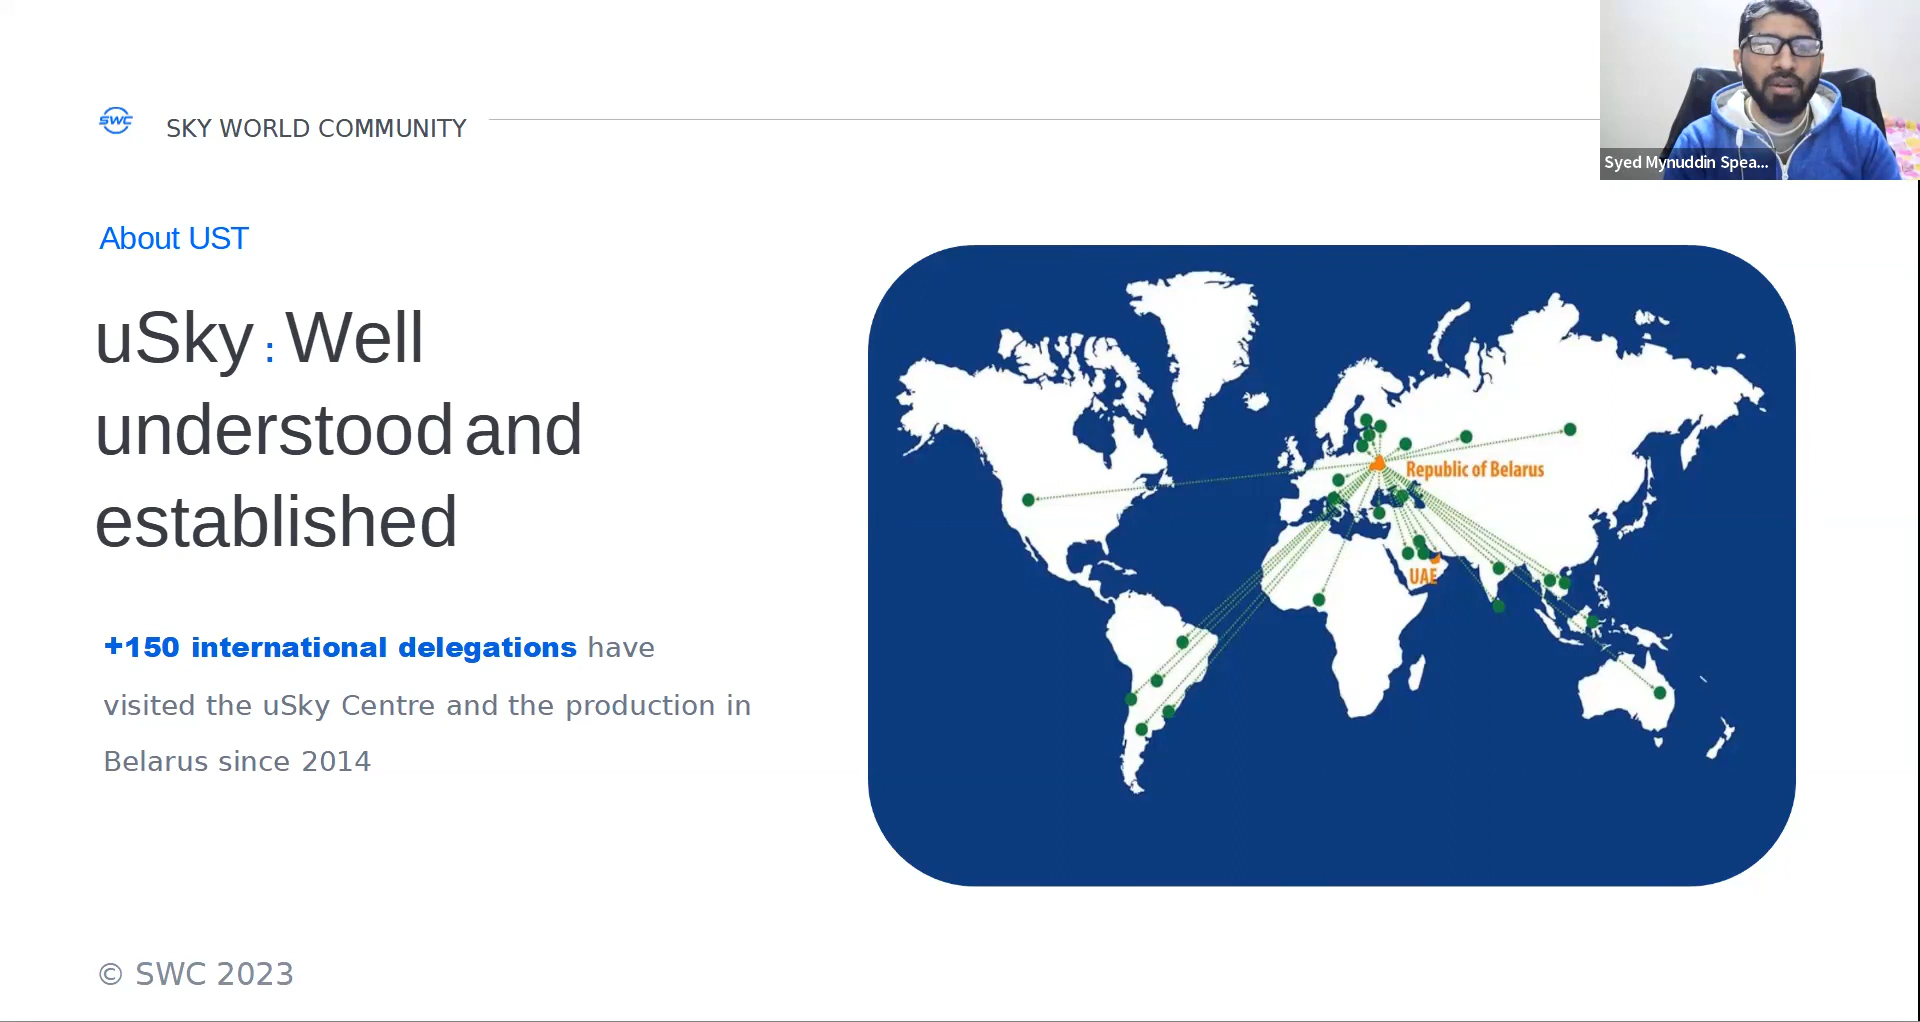 SWC
SKY WORLD COMMUNITY
Syed Mynuddin Spea...
About UST
uSky : Well
understood and
established
+150 international delegations have
visited the uSky Centre and the production in
Belarus since 2014
Republic of Belarus
UAE
© SWC 2023